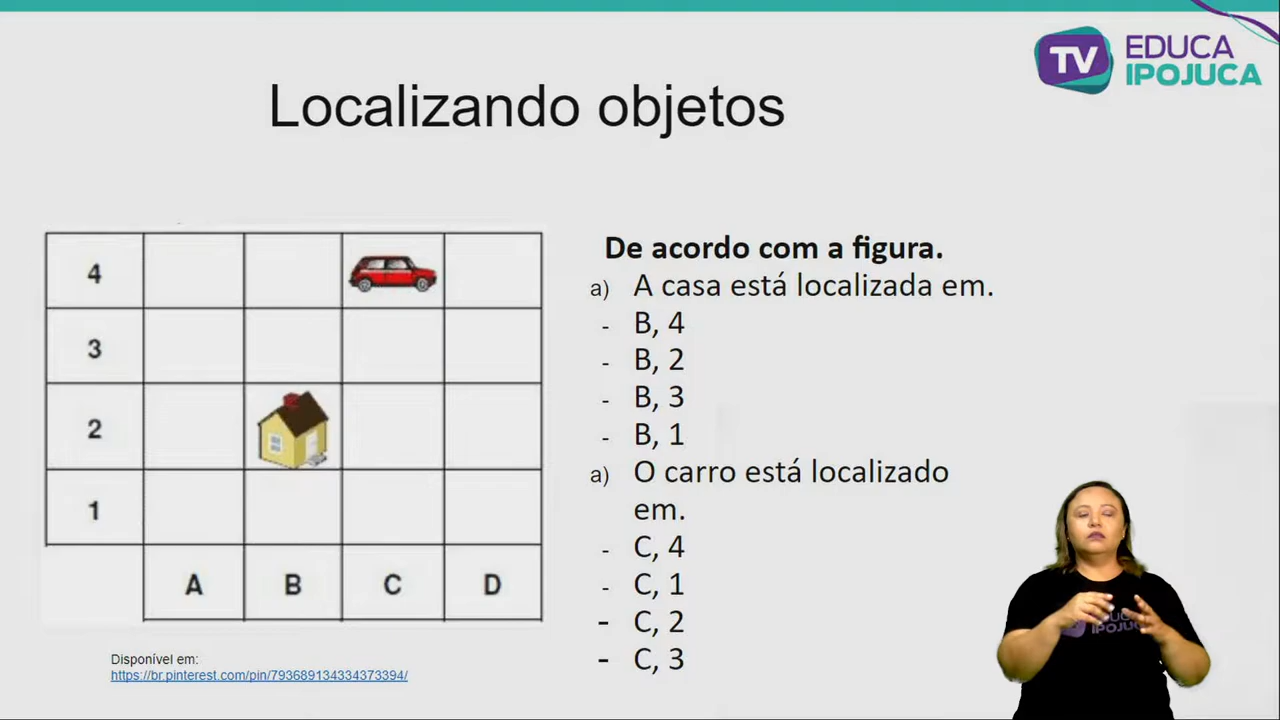 TV EDUCA
IPOJUCA
Localizando objetos
4
3
2
1
A B C D
De acordo com a figura.
a) A casa está localizada em.
- B, 4
- B, 2
- B, 3
- B, 1
a) O carro está localizado
em.
- C, 4
- C, 1
- C, 2
- C, 3
Disponível em:
https://br.pinterest.com/pin/793689134334373394/
IPOJUCA